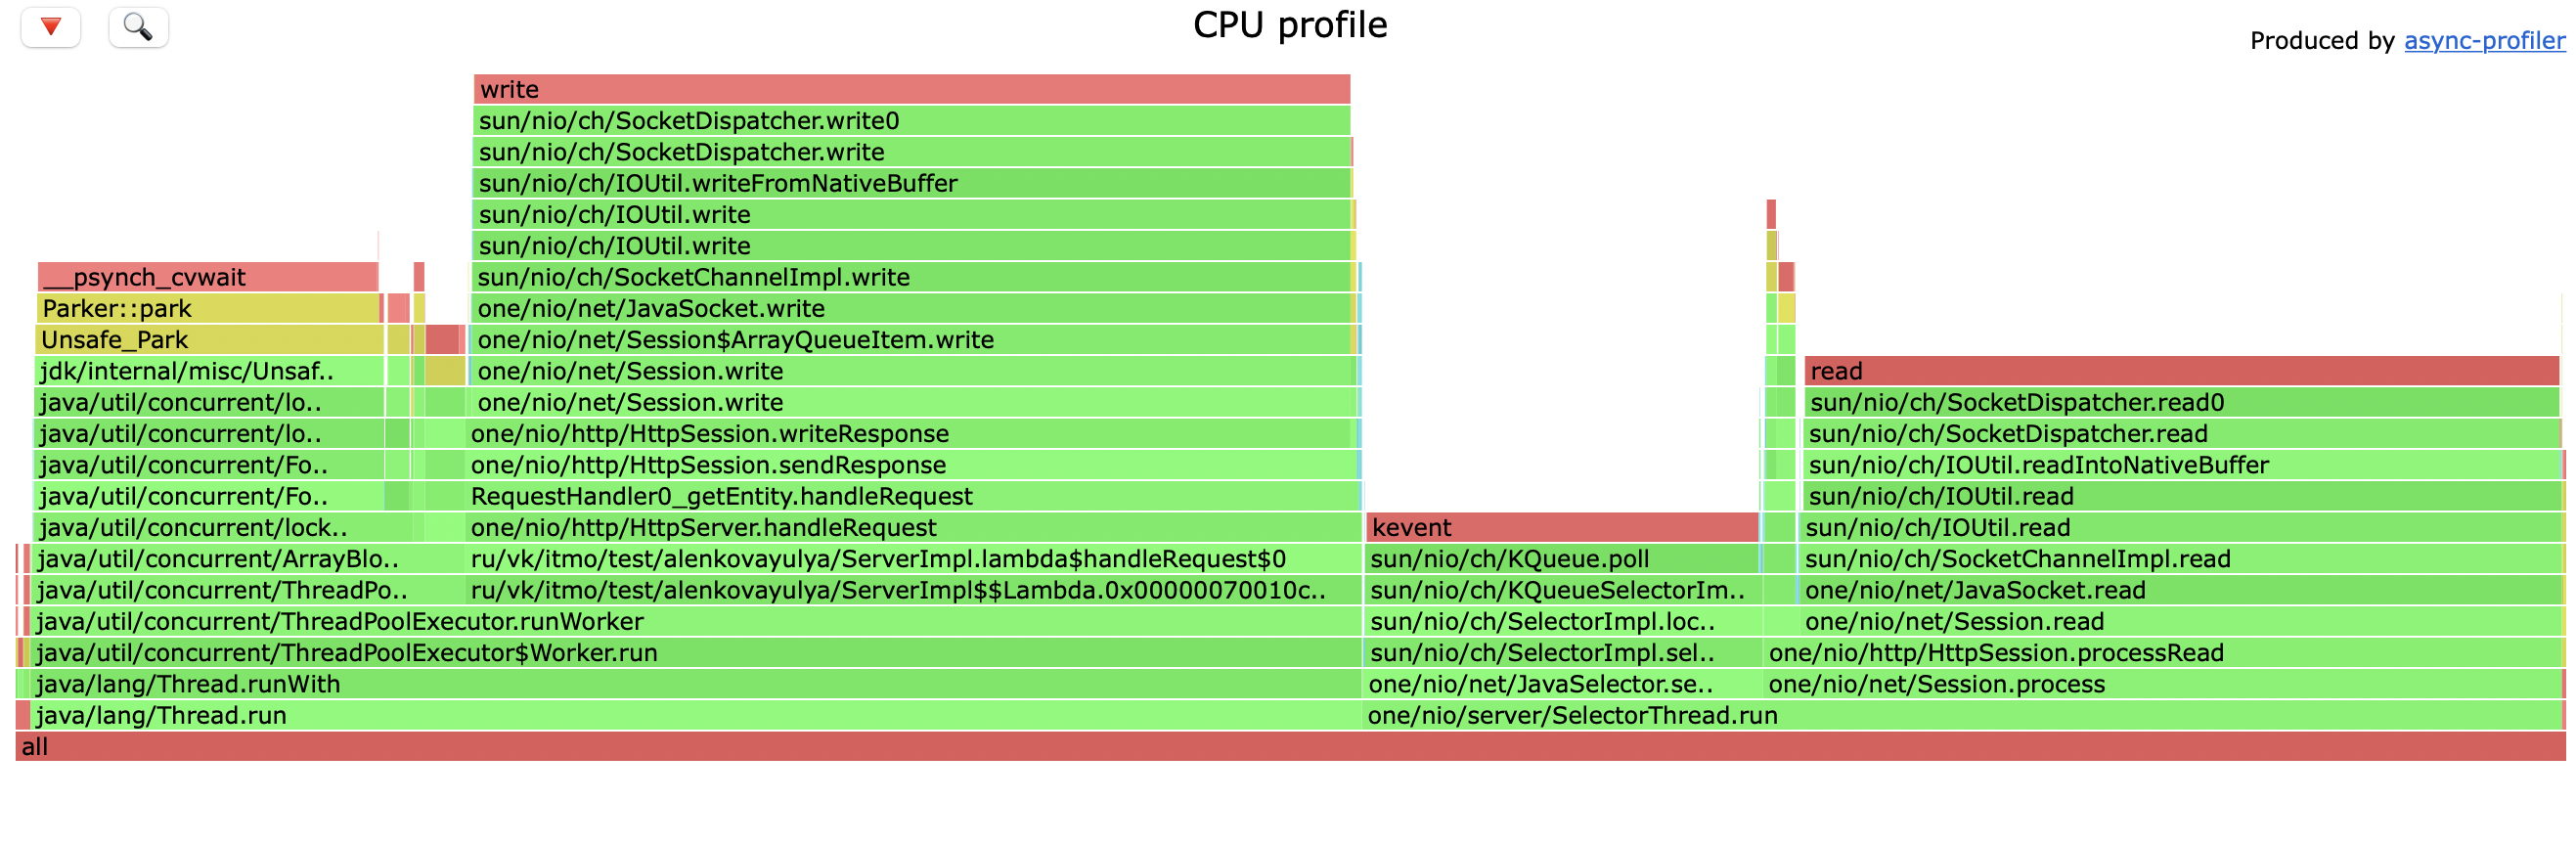 CPU profile
Produced by async-profiler
write
sun/nio/ch/SocketDispatcher.write0
sun/nio/ch/SocketDispatcher.write
sun/nio/ch/IOUtil.writeFromNativeBuffer
sun/nio/ch/IOUtil.write
sun/nio/ch/IOUtil.write
__psynch_cvwait sun/nio/ch/SocketChannelImpl.write
Parker::park one/nio/net/JavaSocket.write
Unsafe_Park one/nio/net/Session$ArrayQueueItem.write
jdk/internal/misc/Unsaf.. one/nio/net/Session.write read
java/util/concurrent/lo.. one/nio/net/Session.write sun/nio/ch/SocketDispatcher.read0
java/util/concurrent/lo.. one/nio/http/HttpSession.writeResponse sun/nio/ch/SocketDispatcher.read
java/util/concurrent/Fo.. one/nio/http/HttpSession.sendResponse sun/nio/ch/IOUtil.readIntoNativeBuffer
java/util/concurrent/Fo.. RequestHandler0_getEntity.handleRequest sun/nio/ch/IOUtil.read
java/util/concurrent/lock.. one/nio/http/HttpServer.handleRequest kevent sun/nio/ch/IOUtil.read
java/util/concurrent/ArrayBlo.. ru/vk/itmo/test/alenkovayulya/ServerImpl.lambda$handleRequest$0 sun/nio/ch/KQueue.poll sun/nio/ch/SocketChannelImpl.read
java/util/concurrent/ThreadPo.. ru/vk/itmo/test/alenkovayulya/ServerImpl$$Lambda.0x00000070010c.. sun/nio/ch/KQueueSelectorIm.. one/nio/net/JavaSocket.read
java/util/concurrent/ThreadPoolExecutor.runWorker sun/nio/ch/SelectorImpl.loc.. one/nio/net/Session.read
java/util/concurrent/ThreadPoolExecutor$Worker.run sun/nio/ch/SelectorImpl.sel.. one/nio/http/HttpSession.processRead
java/lang/Thread.runWith one/nio/net/JavaSelector.se.. one/nio/net/Session.process
java/lang/Thread.run one/nio/server/SelectorThread.run
all